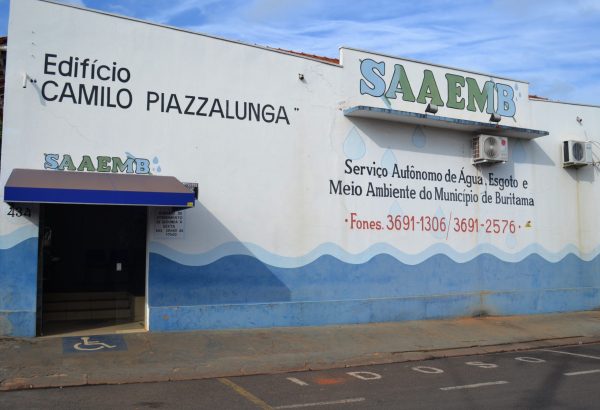 Edifício
"CAMILO PIAZZALUNGA"
SAAEMB
SAAEMB
Serviço Autônomo de Água, Esgoto e
Meio Ambiente do Município de Buritama
Fones. 3691-1306/3691-2576
434
IDOSO